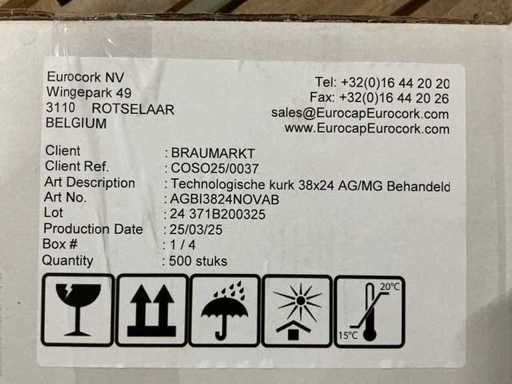 Eurocork NV
Wingepark 49
3110 ROTSELAAR
BELGIUM
Tel: +32(0)16 44 20 20
Fax: +32(0)16 44 20 26
sales@EurocapEurocork.com
www.EurocapEurocork.com
Client : BRAUMARKT
Client Ref. : COSO25/0037
Art Description : Technologische kurk 38x24 AG/MG Behandeld
Art No. : AGBI3824NOVAB
Lot : 24 371B200325
Production Date : 25/03/25
Box # : 1 / 4
Quantity : 500 stuks
20°C
15°C